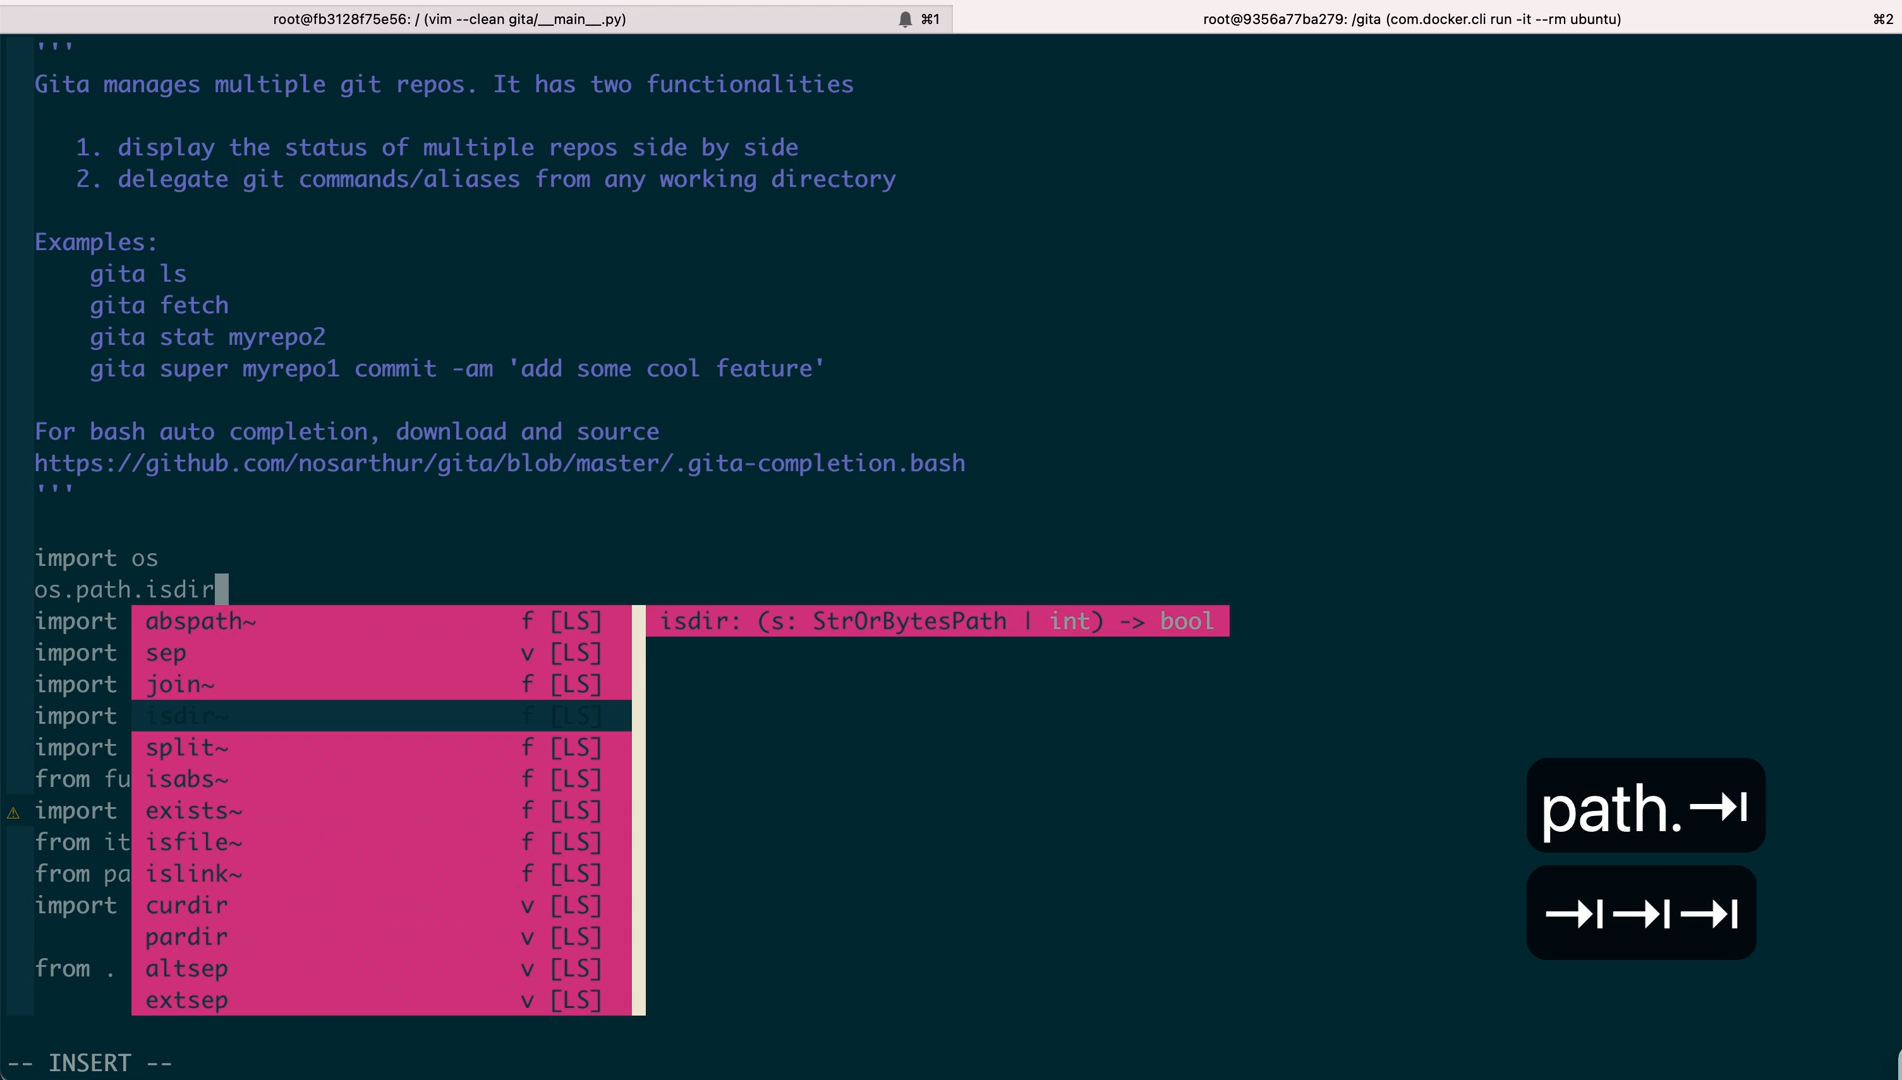 root@fb3128f75e56: / (vim --clean gita/__main__.py) ⌘1 root@9356a77ba279: /gita (com.docker.cli run -it --rm ubuntu) ⌘2
'''
Gita manages multiple git repos. It has two functionalities
1. display the status of multiple repos side by side
2. delegate git commands/aliases from any working directory
Examples:
gita ls
gita fetch
gita stat myrepo2
gita super myrepo1 commit -am 'add some cool feature'
For bash auto completion, download and source
https://github.com/nosarthur/gita/blob/master/.gita-completion.bash
'''
import os
os.path.isdir
import abspath~ f [LS] isdir: (s: StrOrBytesPath | int) -> bool
import sep v [LS]
import join~ f [LS]
import isdir~ f [LS]
import split~ f [LS]
from fu isabs~ f [LS]
⚠ import exists~ f [LS]
from it isfile~ f [LS]
from pa islink~ f [LS]
import curdir v [LS]
pardir v [LS]
from . altsep v [LS]
extsep v [LS]
path.⇥
⇥⇥⇥
-- INSERT --